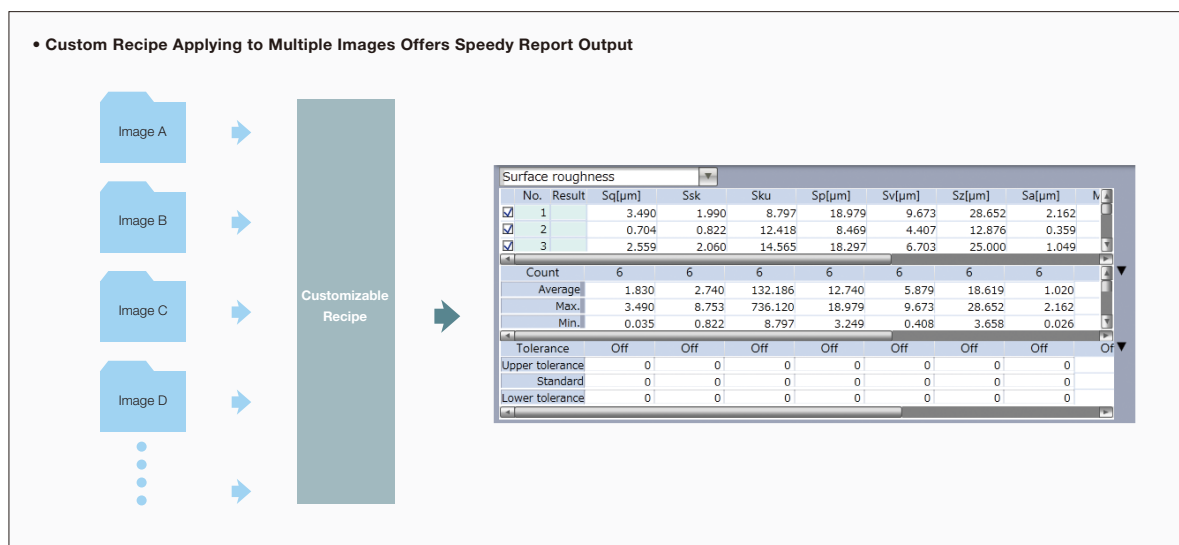 • Custom Recipe Applying to Multiple Images Offers Speedy Report Output
Image A
Image B
Image C
Image D
Customizable
Recipe
Surface roughness
No. Result Sq[µm] Ssk Sku Sp[µm] Sv[µm] Sz[µm] Sa[µm]
1 3.490 1.990 8.797 18.979 9.673 28.652 2.162
2 0.704 0.822 12.418 8.469 4.407 12.876 0.359
3 2.559 2.060 14.565 18.297 6.703 25.000 1.049
Count 6 6 6 6 6 6 6
Average 1.830 2.740 132.186 12.740 5.879 18.619 1.020
Max. 3.490 8.753 736.120 18.979 9.673 28.652 2.162
Min. 0.035 0.822 8.797 3.249 0.408 3.658 0.026
Tolerance Off Off Off Off Off Off Off
Upper tolerance 0 0 0 0 0 0 0
Standard 0 0 0 0 0 0 0
Lower tolerance 0 0 0 0 0 0 0